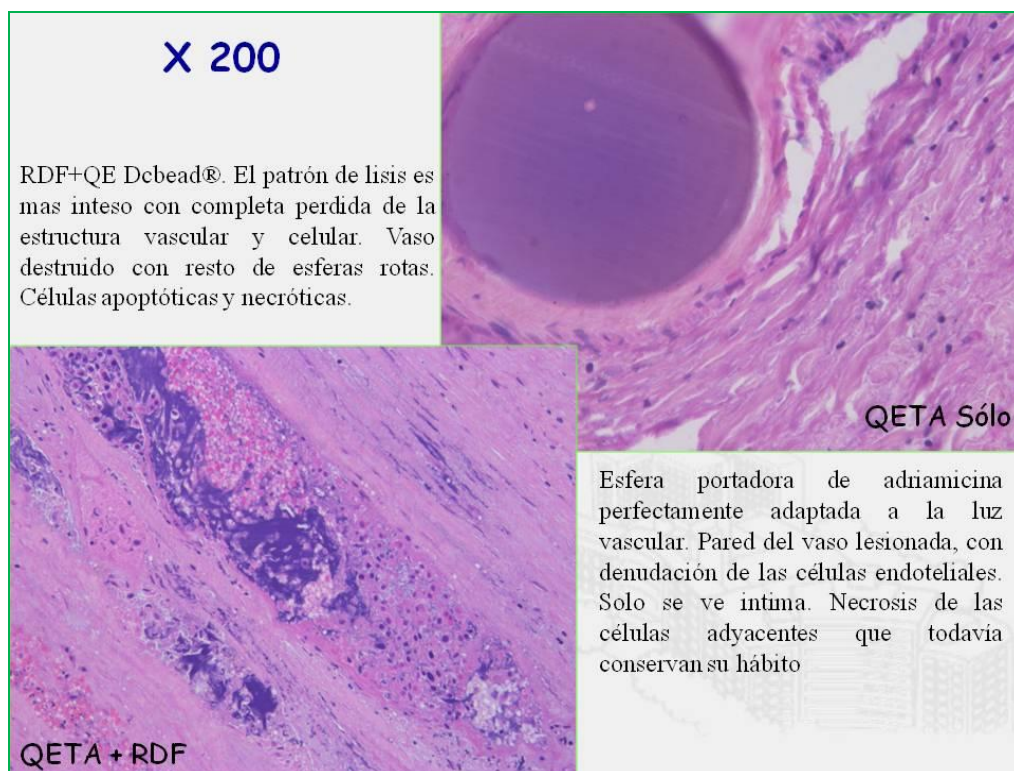 X 200
RDF+QE Dcbead®. El patrón de lisis es
mas inteso con completa perdida de la
estructura vascular y celular. Vaso
destruido con resto de esferas rotas.
Células apoptóticas y necróticas.
QETA Sólo
Esfera portadora de adriamicina
perfectamente adaptada a la luz
vascular. Pared del vaso lesionada, con
denudación de las células endoteliales.
Solo se ve intima. Necrosis de las
células adyacentes que todavía
conservan su hábito
QETA + RDF